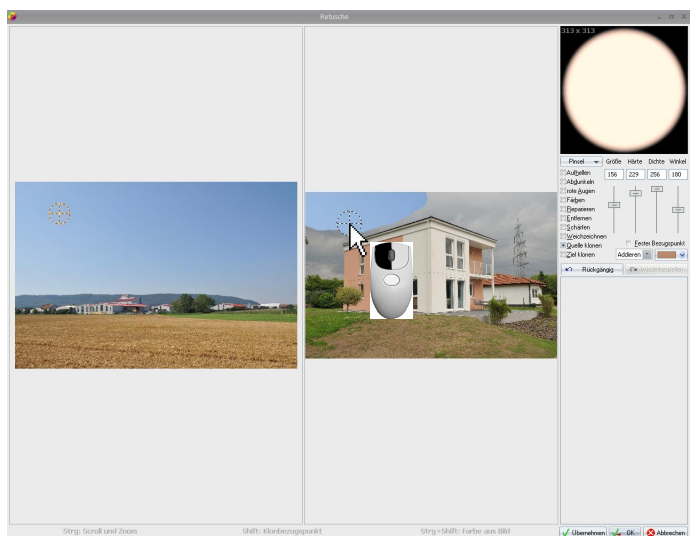 Retusche
313 x 313
Pinsel Größe Härte Dichte Winkel
Aufhellen 156 229 256 180
Abdunkeln
rote Augen
Färben
Reparieren
Entfernen
Schärfen
Weichzeichnen
Quelle klonen Fester Bezugspunkt
Ziel klonen Addieren
Rückgängig Wiederherstellen
Strg: Scroll und Zoom Shift: Klonbezugspunkt Strg+Shift: Farbe aus Bild
Übernehmen OK Abbrechen